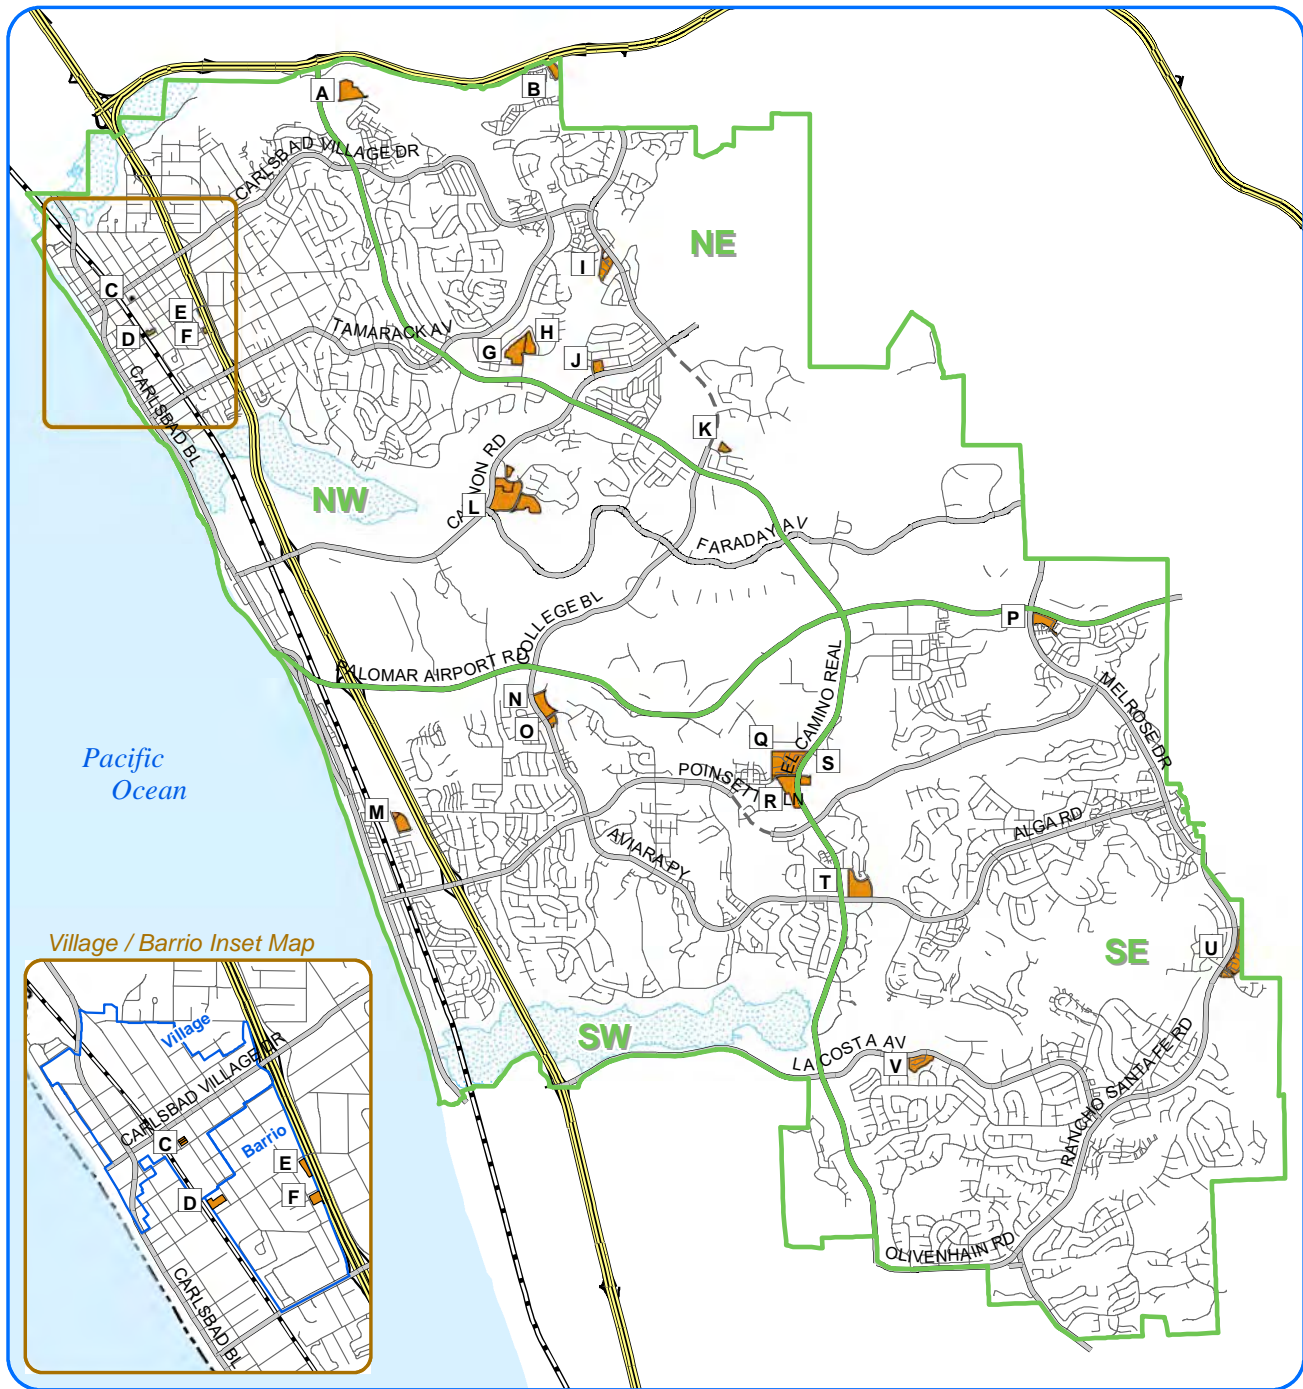 A
B
CARLSBAD VILLAGE DR
NE
I
C
E
D
F
TAMARACK AV
H
G
J
CARLSBAD BL
K
CANNON RD
NW
L
FARADAY AV
COLLEGE BL
P
PALOMAR AIRPORT RD
EL CAMINO REAL
MELROSE DR
N
O
Q
S
Pacific
Ocean
POINSETT
LN
R
M
ALGA RD
AVIARA PY
T
Village / Barrio Inset Map
SE
U
SW
LA COSTA AV
V
RANCHO SANTA FE RD
OLIVENHAIN RD
Village
CARLSBAD VILLAGE DR
Barrio
C
E
D
F
CARLSBAD BL